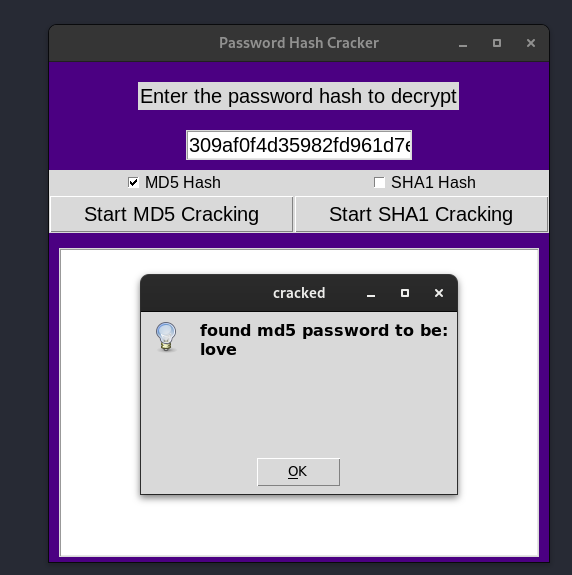 Password Hash Cracker
Enter the password hash to decrypt
309af0f4d35982fd961d7e
MD5 Hash
SHA1 Hash
Start MD5 Cracking
Start SHA1 Cracking
cracked
found md5 password to be:
love
OK